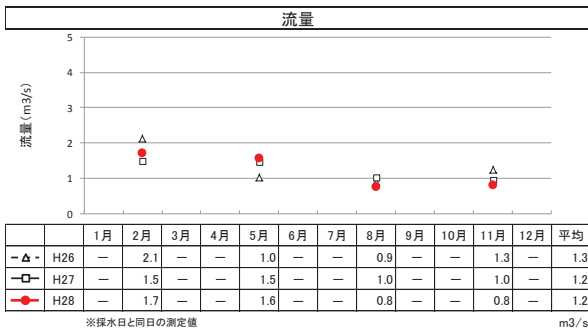 流量
流量(m3/s)
5
4
3
2
1
0
1月 2月 3月 4月 5月 6月 7月 8月 9月 10月 11月 12月 平均
H26 － 2.1 － － 1.0 － － 0.9 － － 1.3 － 1.3
H27 － 1.5 － － 1.5 － － 1.0 － － 1.0 － 1.2
H28 － 1.7 － － 1.6 － － 0.8 － － 0.8 － 1.2
※採水日と同日の測定値 m3/s